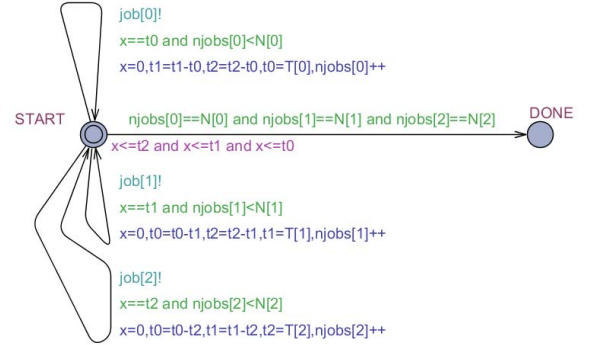 job[0]!
x==t0 and njobs[0]<N[0]
x=0,t1=t1-t0,t2=t2-t0,t0=T[0],njobs[0]++
START
njobs[0]==N[0] and njobs[1]==N[1] and njobs[2]==N[2]
DONE
x<=t2 and x<=t1 and x<=t0
job[1]!
x==t1 and njobs[1]<N[1]
x=0,t0=t0-t1,t2=t2-t1,t1=T[1],njobs[1]++
job[2]!
x==t2 and njobs[2]<N[2]
x=0,t0=t0-t2,t1=t1-t2,t2=T[2],njobs[2]++